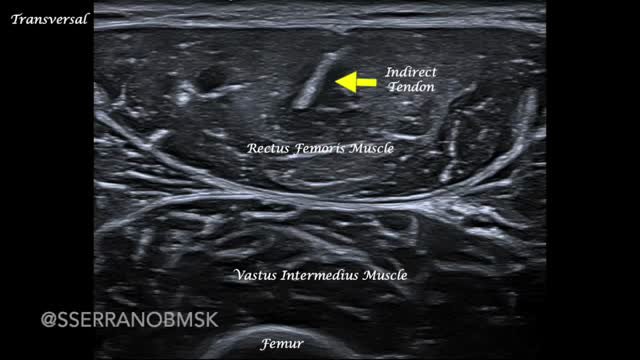 Transversal
Indirect
Tendon
Rectus Femoris Muscle
Vastus Intermedius Muscle
@SSERRANOBMSK
Femur